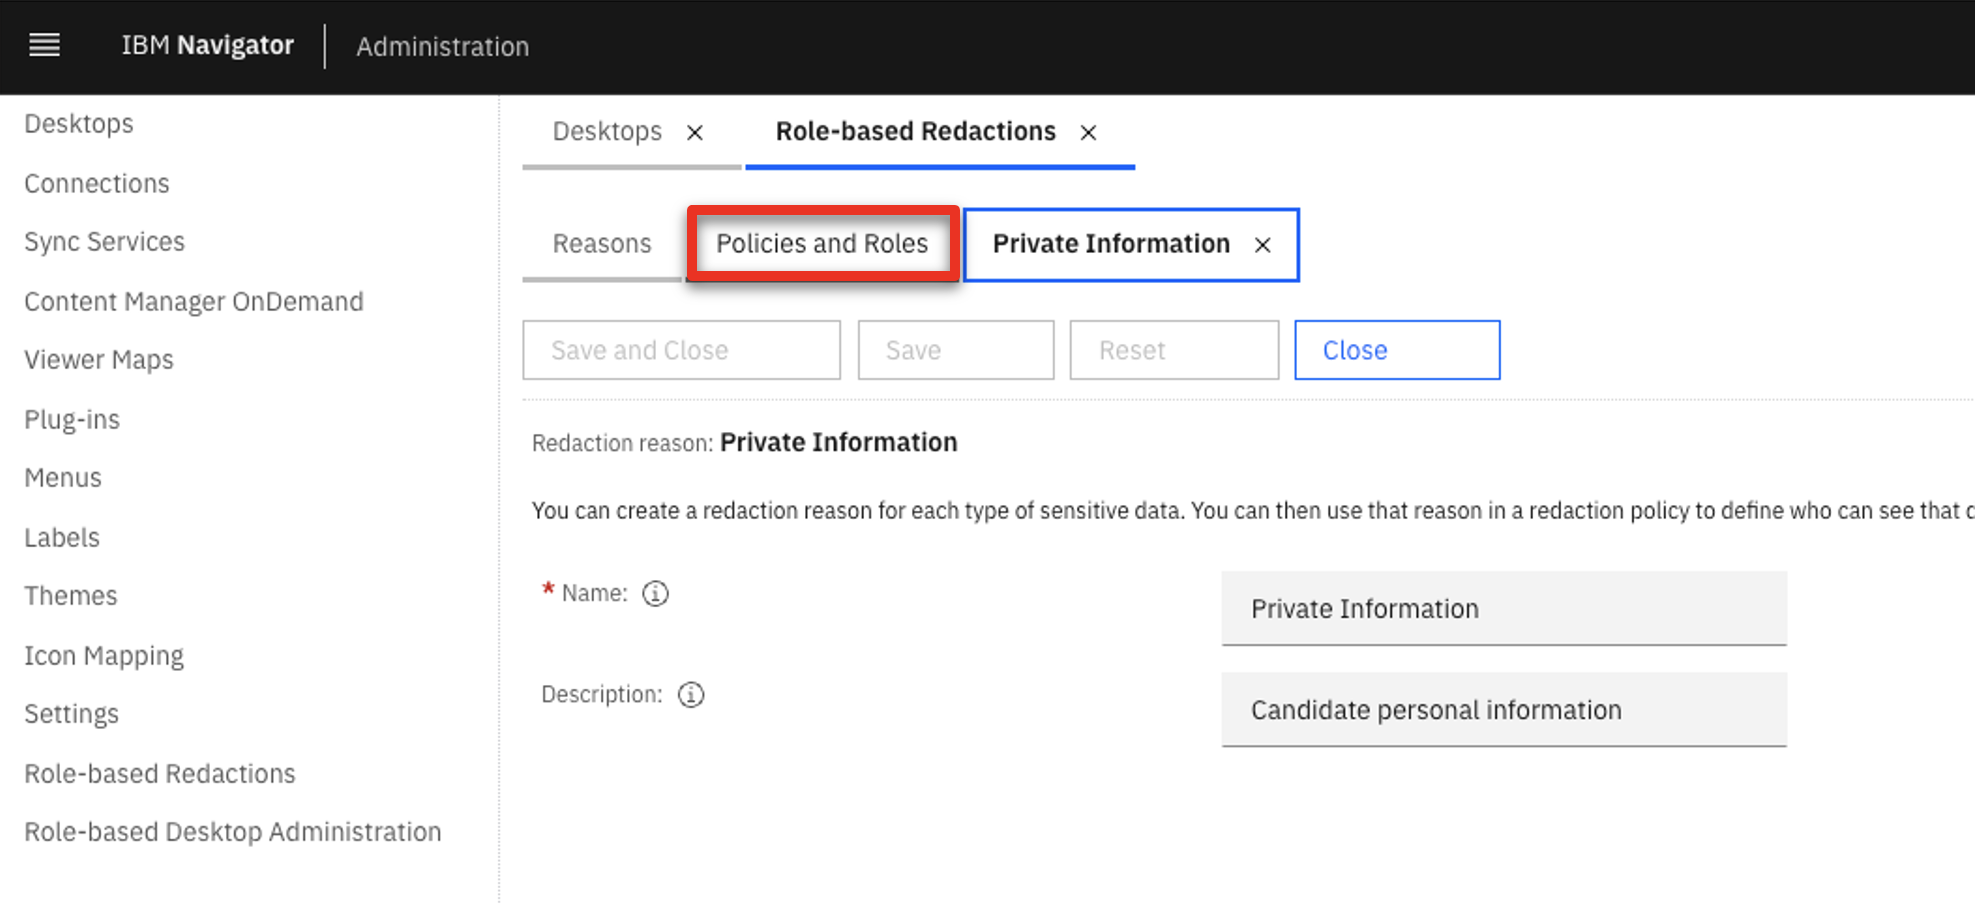 IBM Navigator | Administration
Desktops
Connections
Sync Services
Content Manager OnDemand
Viewer Maps
Plug-ins
Menus
Labels
Themes
Icon Mapping
Settings
Role-based Redactions
Role-based Desktop Administration
Desktops × Role-based Redactions ×
Reasons Policies and Roles Private Information ×
Save and Close Save Reset Close
Redaction reason: Private Information
You can create a redaction reason for each type of sensitive data. You can then use that reason in a redaction policy to define who can see that
* Name: Private Information
Description: Candidate personal information